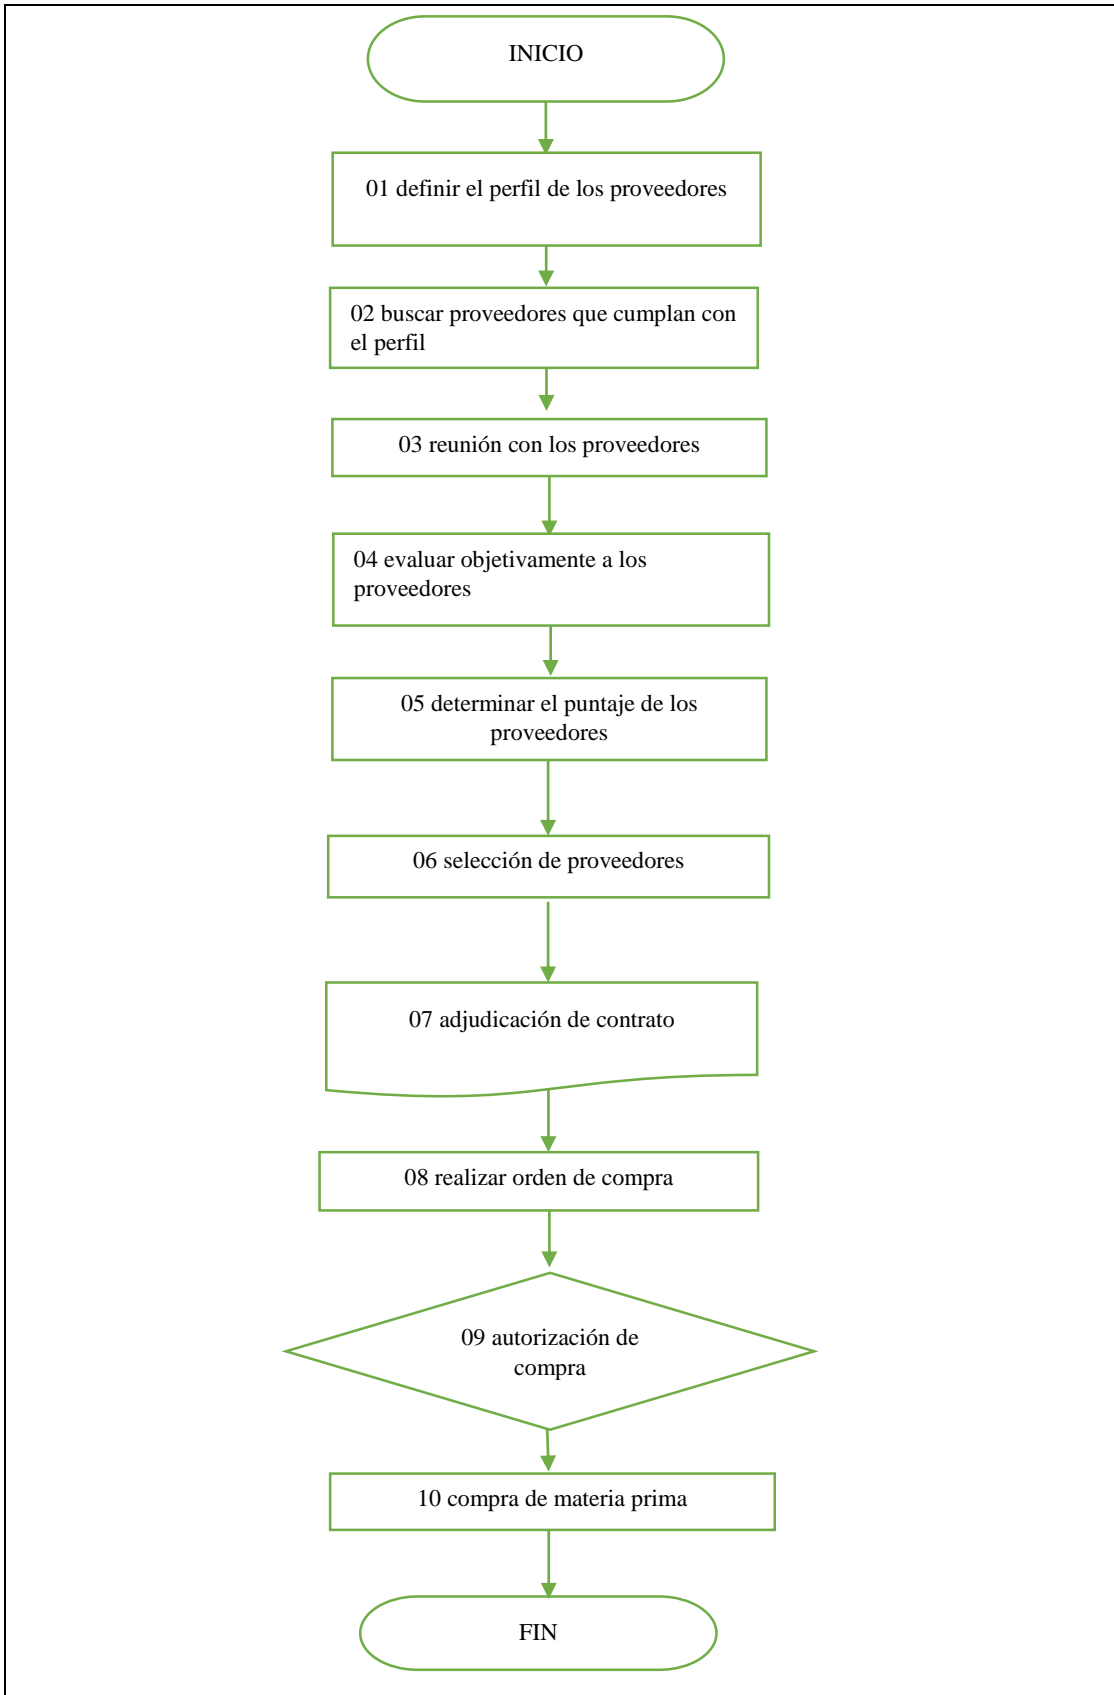 INICIO
01 definir el perfil de los proveedores
02 buscar proveedores que cumplan con
el perfil
03 reunión con los proveedores
04 evaluar objetivamente a los
proveedores
05 determinar el puntaje de los
proveedores
06 selección de proveedores
07 adjudicación de contrato
08 realizar orden de compra
09 autorización de
compra
10 compra de materia prima
FIN